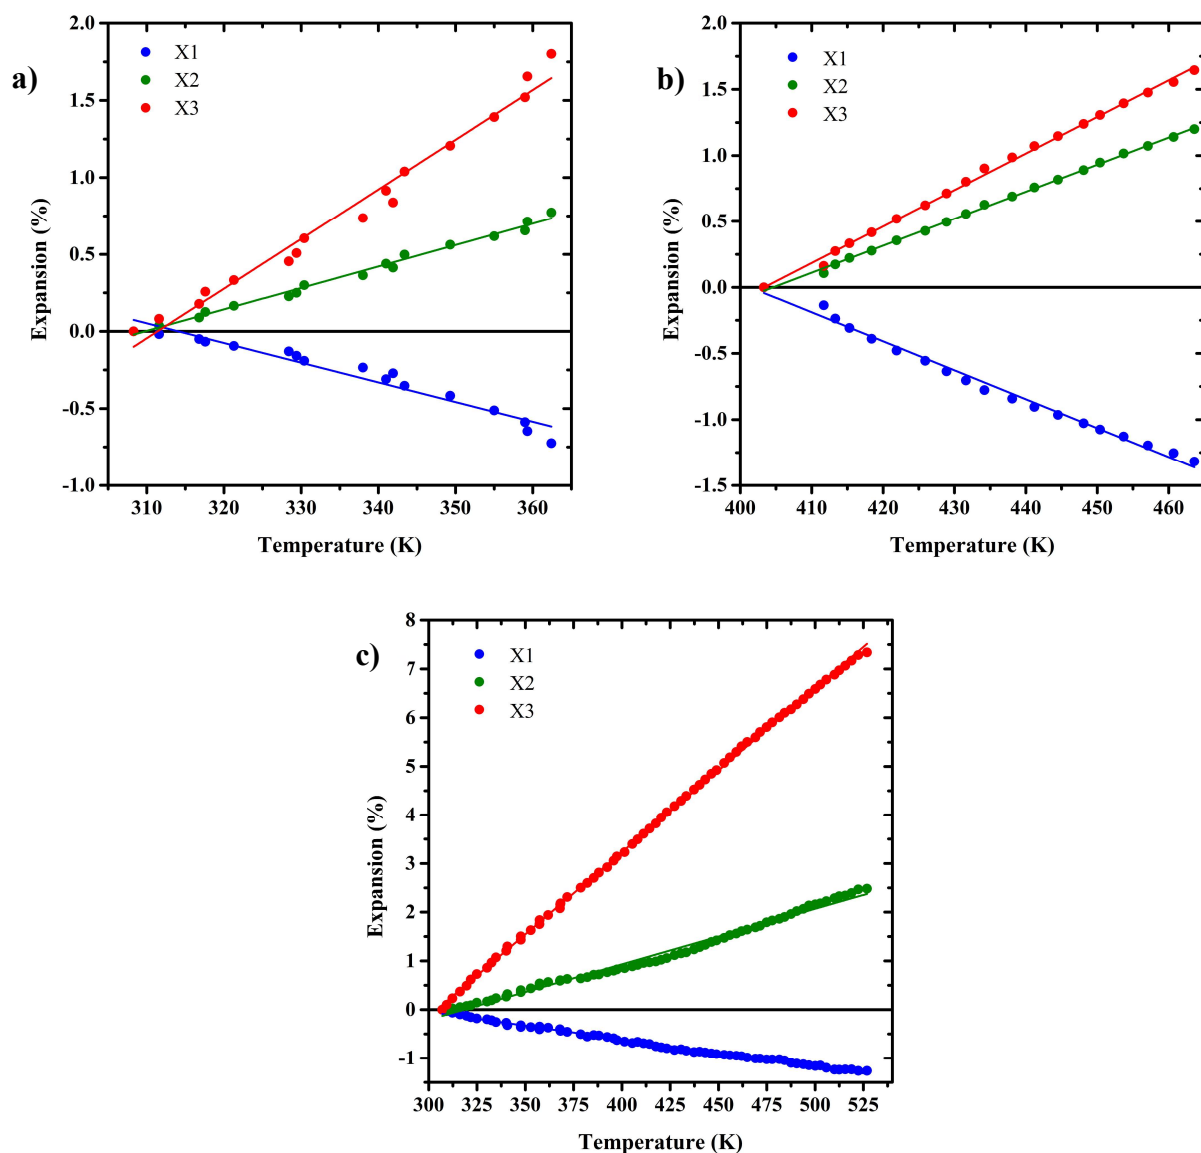 a)
X1
X2
X3
2.0
1.5
1.0
0.5
0.0
-0.5
-1.0
Expansion (%)
310 320 330 340 350 360
Temperature (K)
b)
X1
X2
X3
2.0
1.5
1.0
0.5
0.0
-0.5
-1.0
-1.5
Expansion (%)
400 410 420 430 440 450 460
Temperature (K)
c)
X1
X2
X3
8
7
6
5
4
3
2
1
0
-1
Expansion (%)
300 325 350 375 400 425 450 475 500 525
Temperature (K)